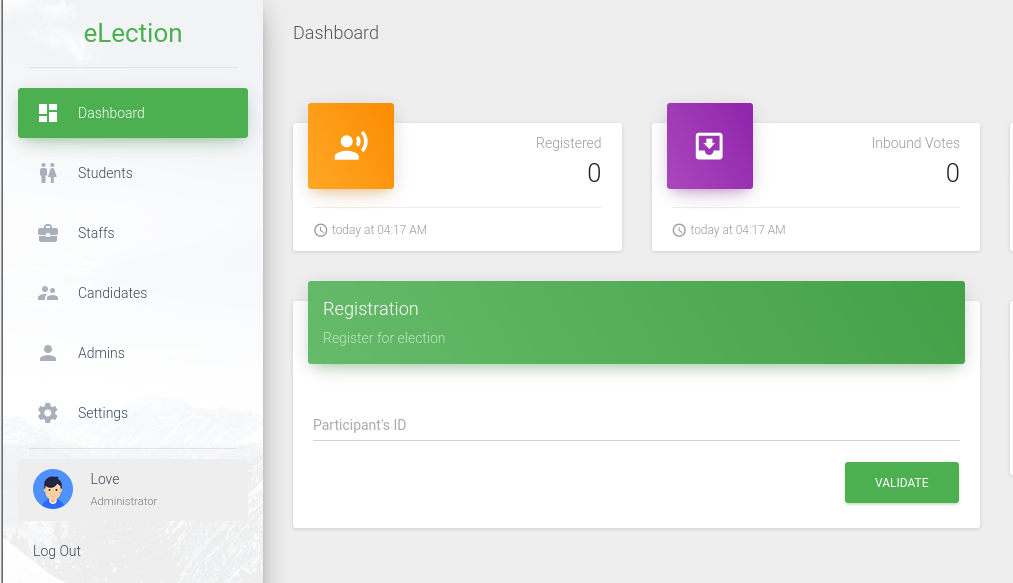 eLection
Dashboard
Students
Staffs
Candidates
Admins
Settings
Love
Administrator
Log Out
Dashboard
Registered
0
today at 04:17 AM
Inbound Votes
0
today at 04:17 AM
Registration
Register for election
Participant's ID
VALIDATE